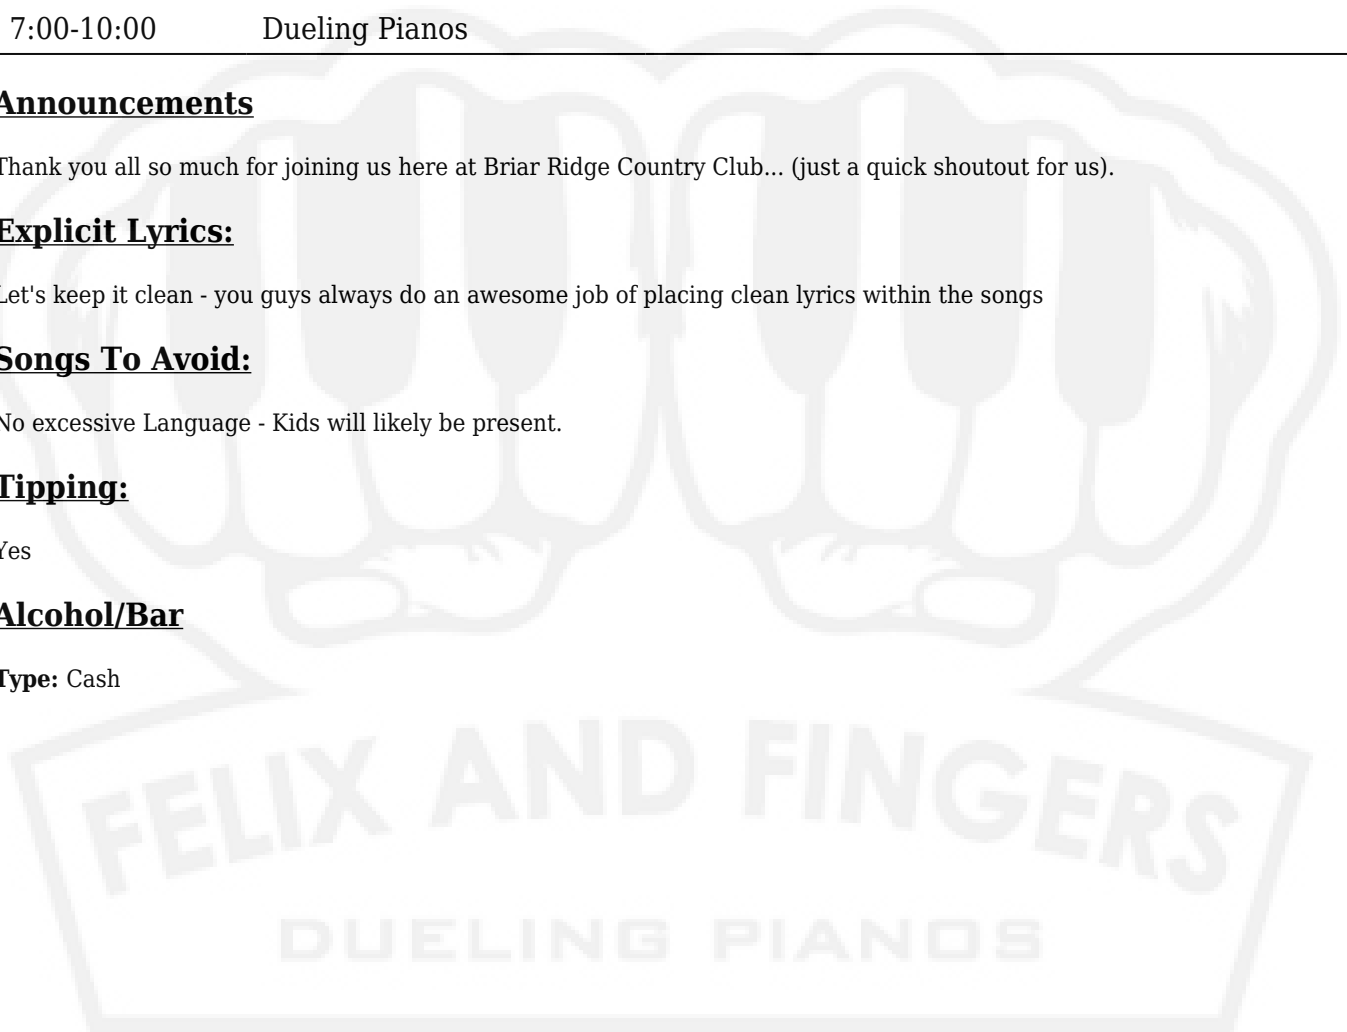 7:00-10:00 Dueling Pianos
Announcements
Thank you all so much for joining us here at Briar Ridge Country Club... (just a quick shoutout for us).
Explicit Lyrics:
Let's keep it clean - you guys always do an awesome job of placing clean lyrics within the songs
Songs To Avoid:
No excessive Language - Kids will likely be present.
Tipping:
Yes
Alcohol/Bar
Type: Cash
FELIX AND FINGERS
DUELING PIANOS